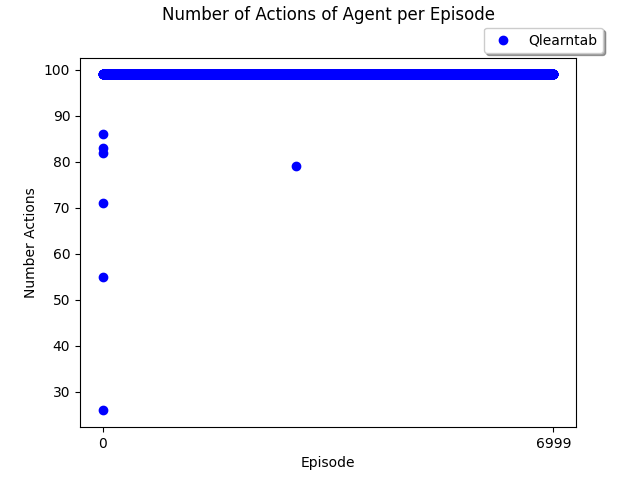 Number of Actions of Agent per Episode
Qlearntab
100
90
80
70
60
50
40
30
Number Actions
0
6999
Episode